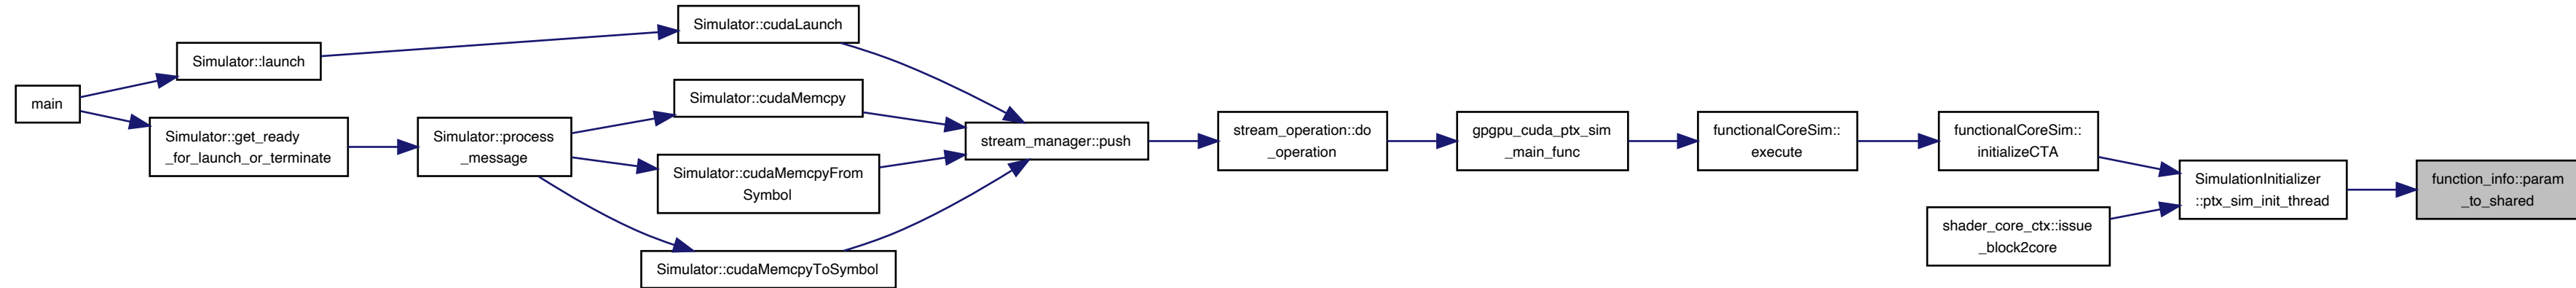 main
Simulator::launch
Simulator::get_ready
_for_launch_or_terminate
Simulator::process
_message
Simulator::cudaLaunch
Simulator::cudaMemcpy
Simulator::cudaMemcpyFrom
Symbol
Simulator::cudaMemcpyToSymbol
stream_manager::push
stream_operation::do
_operation
gpgpu_cuda_ptx_sim
_main_func
functionalCoreSim::
execute
functionalCoreSim::
initializeCTA
shader_core_ctx::issue
_block2core
SimulationInitializer
::ptx_sim_init_thread
function_info::param
_to_shared